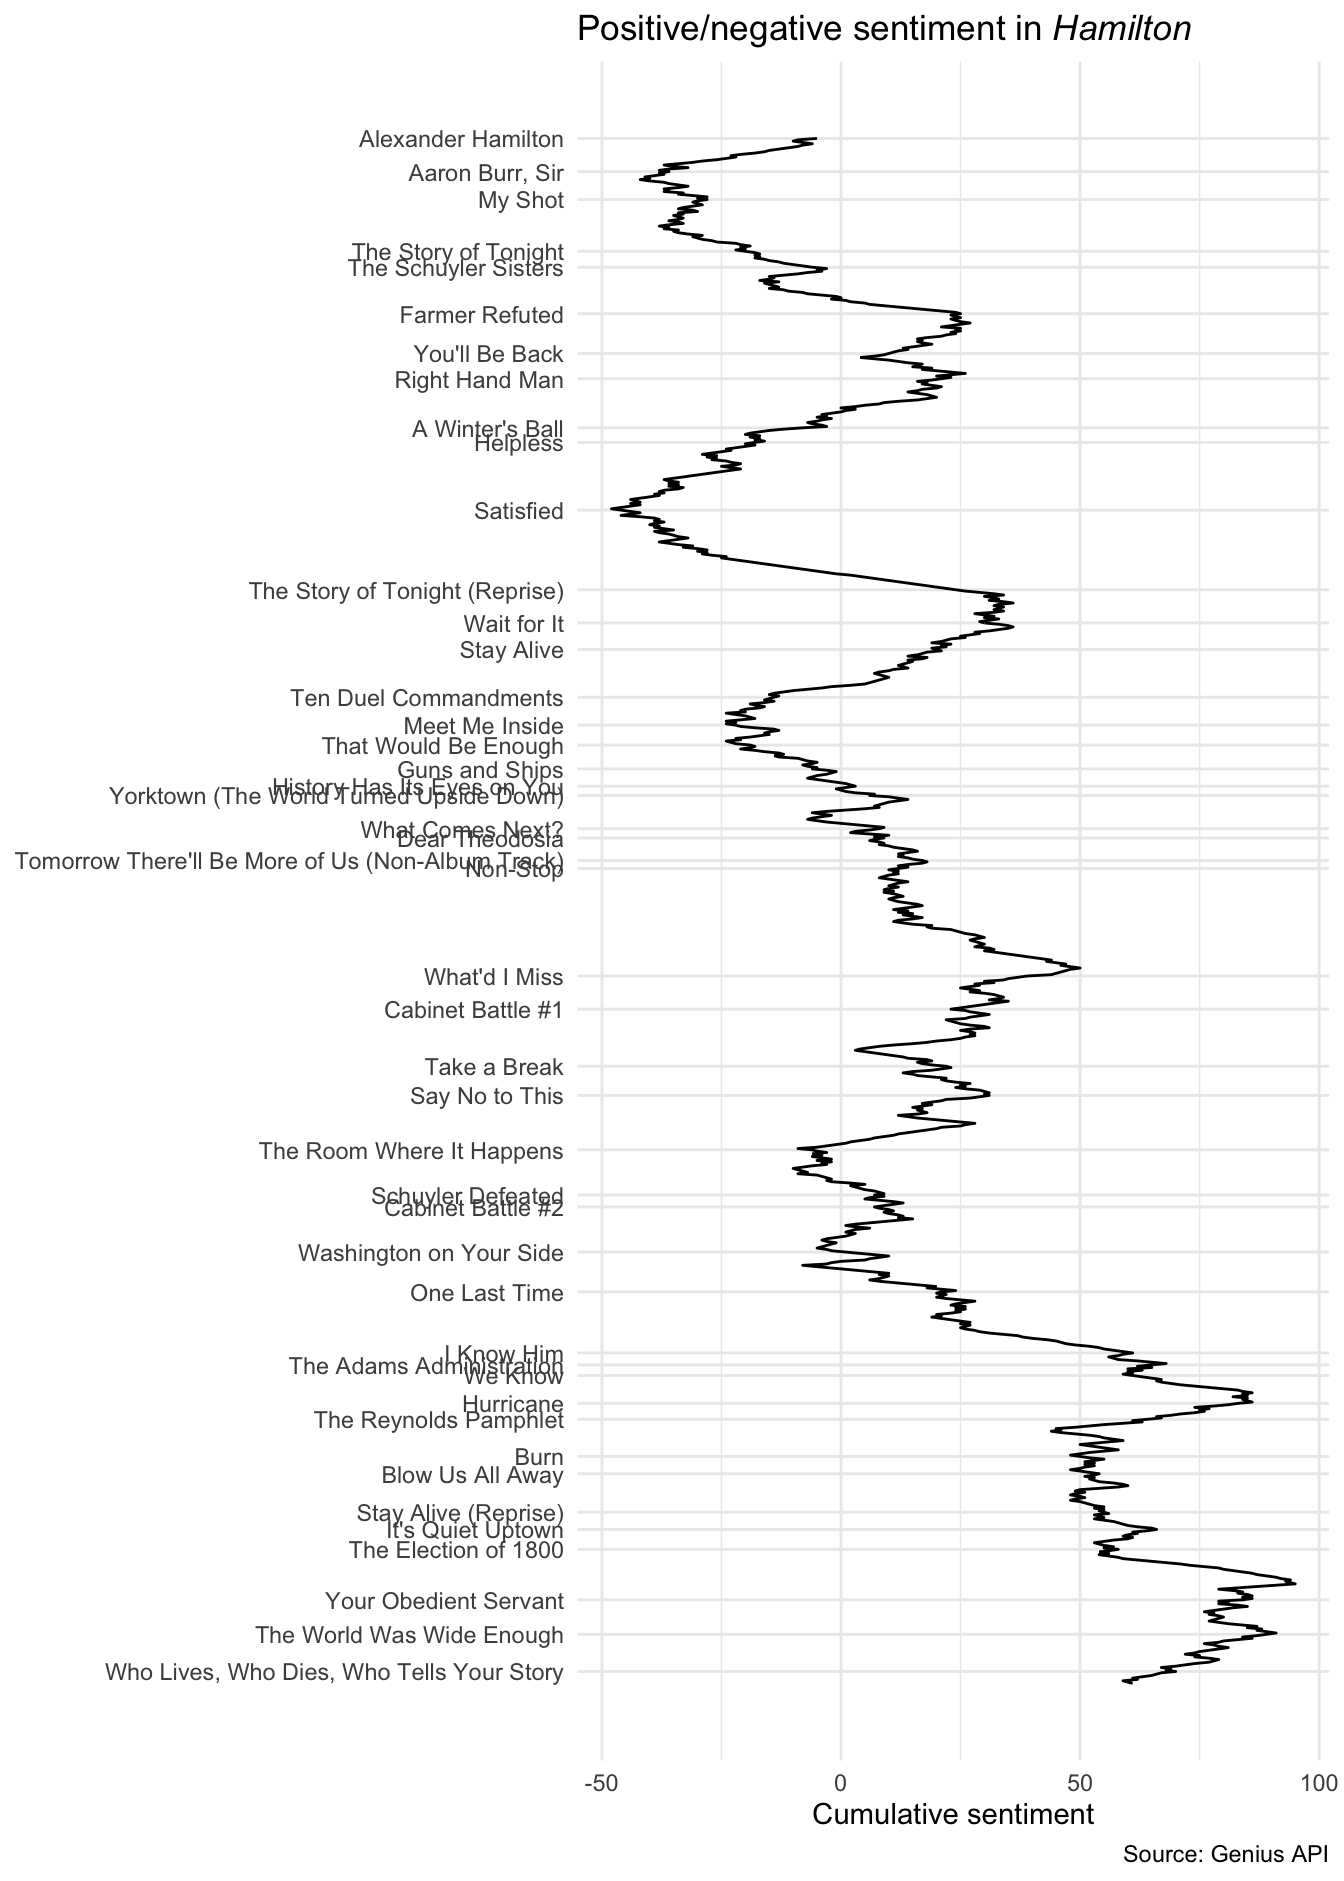 Positive/negative sentiment in Hamilton
Alexander Hamilton
Aaron Burr, Sir
My Shot
The Story of Tonight
The Schuyler Sisters
Farmer Refuted
You'll Be Back
Right Hand Man
A Winter's Ball
Helpless
Satisfied
The Story of Tonight (Reprise)
Wait for It
Stay Alive
Ten Duel Commandments
Meet Me Inside
That Would Be Enough
Guns and Ships
History Has Its Eyes on You
Yorktown (The World Turned Upside Down)
What Comes Next?
Dear Theodosia
Tomorrow There'll Be More of Us (Non-Album Track)
Non-Stop
What'd I Miss
Cabinet Battle #1
Take a Break
Say No to This
The Room Where It Happens
Schuyler Defeated
Cabinet Battle #2
Washington on Your Side
One Last Time
I Know Him
The Adams Administration
We Know
Hurricane
The Reynolds Pamphlet
Burn
Blow Us All Away
Stay Alive (Reprise)
It's Quiet Uptown
The Election of 1800
Your Obedient Servant
The World Was Wide Enough
Who Lives, Who Dies, Who Tells Your Story
-50 0 50 100
Cumulative sentiment
Source: Genius API